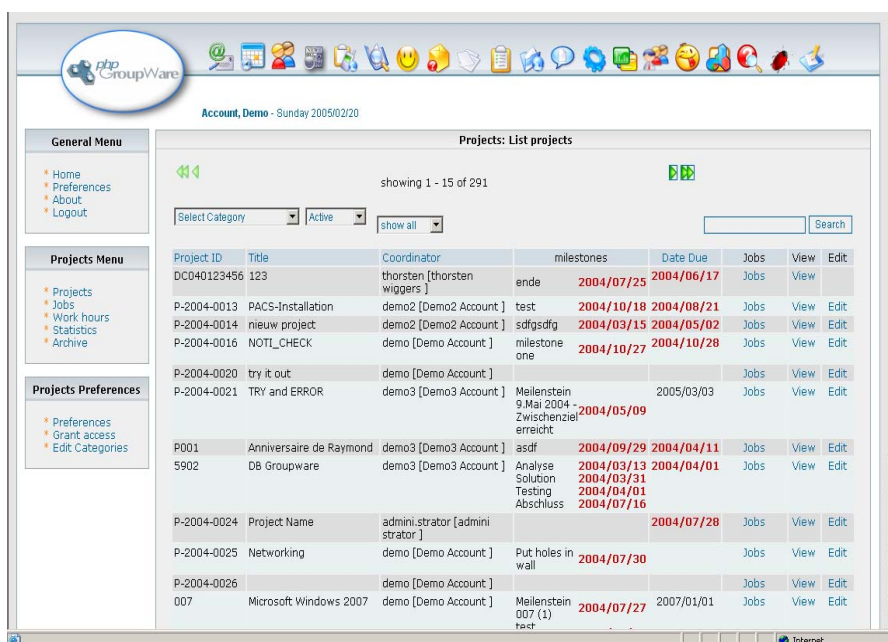 php
GroupWare
Account, Demo - Sunday 2005/02/20
General Menu
* Home
* Preferences
* About
* Logout
Projects Menu
* Projects
* Jobs
* Work hours
* Statistics
* Archive
Projects Preferences
* Preferences
* Grant access
* Edit Categories
Projects: List projects
showing 1 - 15 of 291
Select Category Active show all Search
Project ID Title Coordinator milestones Date Due Jobs View Edit
DC040123456 123 thorsten [thorsten wiggers ] ende 2004/07/25 2004/06/17 Jobs View
P-2004-0013 PACS-Installation demo2 [Demo2 Account ] test 2004/10/18 2004/08/21 Jobs View Edit
P-2004-0014 nieuw project demo2 [Demo2 Account ] sdfgsdfg 2004/03/15 2004/05/02 Jobs View Edit
P-2004-0016 NOTI_CHECK demo [Demo Account ] milestone one 2004/10/27 2004/10/28 Jobs View Edit
P-2004-0020 try it out demo [Demo Account ] Jobs View Edit
P-2004-0021 TRY and ERROR demo3 [Demo3 Account ] Meilenstein 9.Mai 2004 - Zwischenziel erreicht 2004/05/09 2005/03/03 Jobs View Edit
P001 Anniversaire de Raymond demo3 [Demo3 Account ] asdf 2004/09/29 2004/04/11 Jobs View Edit
5902 DB Groupware demo3 [Demo3 Account ] Analyse 2004/03/13 2004/04/01 Jobs View Edit
Solution 2004/03/31
Testing 2004/04/01
Abschluss 2004/07/16
P-2004-0024 Project Name admini.strator [admini strator ] 2004/07/28 Jobs View Edit
P-2004-0025 Networking demo [Demo Account ] Put holes in wall 2004/07/30 Jobs View Edit
P-2004-0026 demo [Demo Account ] Jobs View Edit
007 Microsoft Windows 2007 demo [Demo Account ] Meilenstein 007 (1) 2004/07/27 2007/01/01 Jobs View Edit
test
Internet